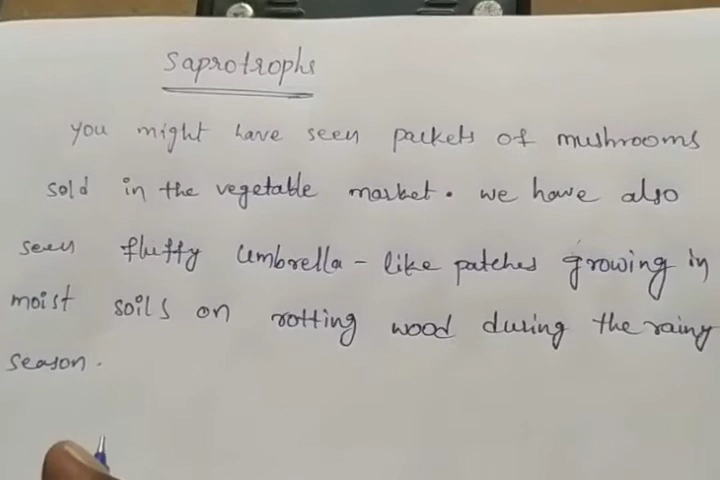 Saprotrophs
You might have seen packets of mushrooms
sold in the vegetable market. we have also
seen fluffy umbrella-like patches growing in
moist soils on rotting wood during the rainy
season.